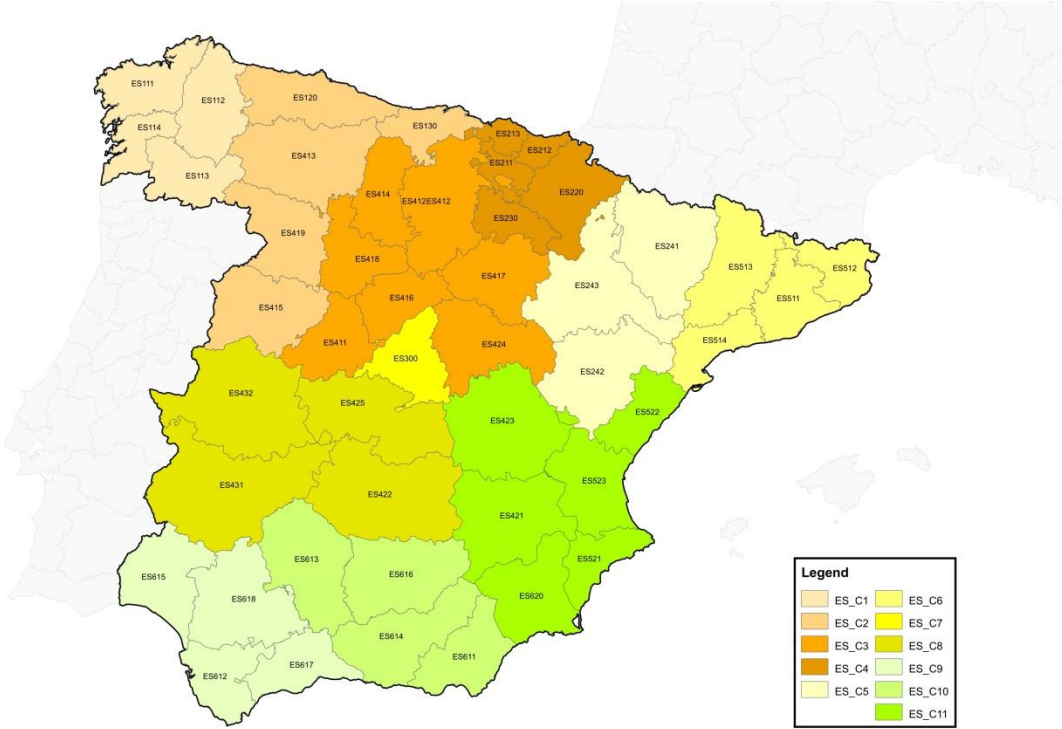 ES111
ES112
ES120
ES130
ES114
ES213
ES212
ES413
ES211
ES113
ES414
ES412ES412
ES220
ES230
ES419
ES241
ES418
ES513
ES512
ES417
ES243
ES416
ES511
ES415
ES411
ES424
ES514
ES300
ES242
ES432
ES425
ES522
ES423
ES523
ES431
ES422
ES421
ES521
ES613
ES615
ES616
ES618
ES620
ES614
ES611
ES617
ES612
Legend
ES_C1 ES_C6
ES_C2 ES_C7
ES_C3 ES_C8
ES_C4 ES_C9
ES_C5 ES_C10
ES_C11